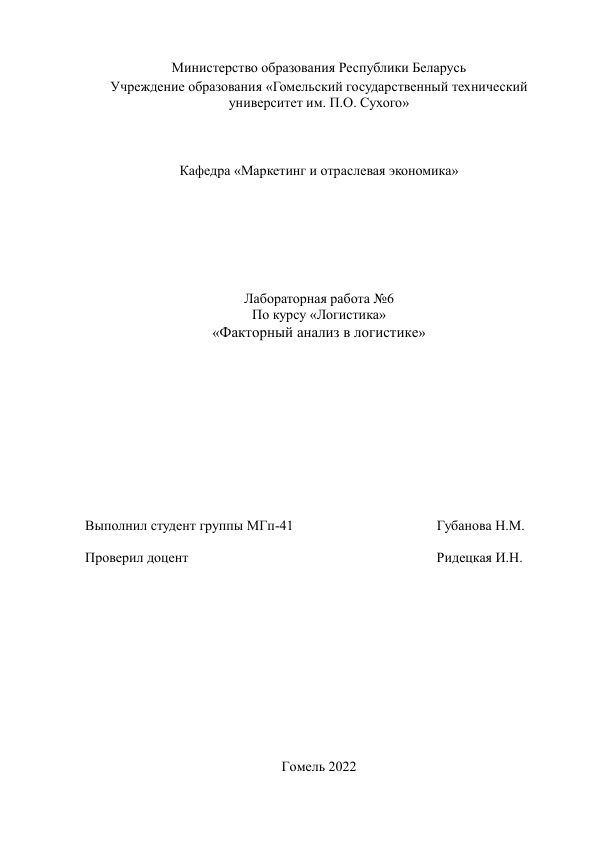 Министерство образования Республики Беларусь
Учреждение образования «Гомельский государственный технический
университет им. П.О. Сухого»
Кафедра «Маркетинг и отраслевая экономика»
Лабораторная работа №6
По курсу «Логистика»
«Факторный анализ в логистике»
Выполнил студент группы МГп-41 Губанова Н.М.
Проверил доцент Ридецкая И.Н.
Гомель 2022